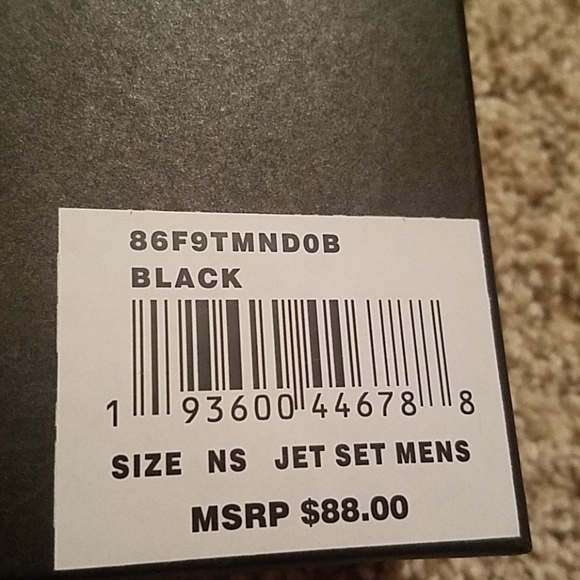 86F9TMND0B
BLACK
1 93600 44678 8
SIZE NS JET SET MENS
MSRP $88.00